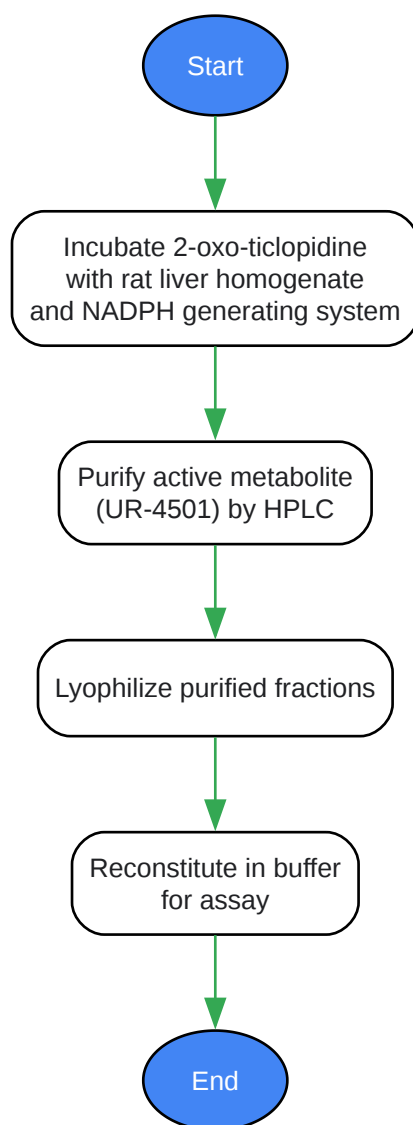 Start
Incubate 2-oxo-ticlopidine
with rat liver homogenate
and NADPH generating system
Purify active metabolite
(UR-4501) by HPLC
Lyophilize purified fractions
Reconstitute in buffer
for assay
End